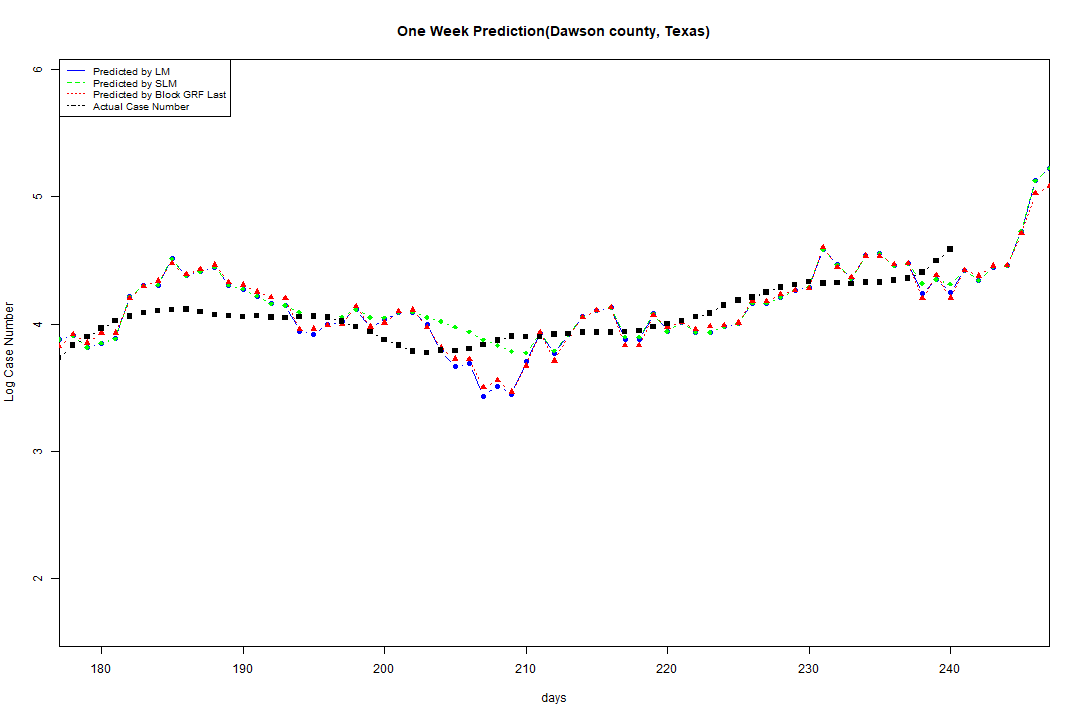 One Week Prediction(Dawson county, Texas)
Predicted by LM
Predicted by SLM
Predicted by Block GRF Last
Actual Case Number
6
5
4
3
2
Log Case Number
180 190 200 210 220 230 240
days